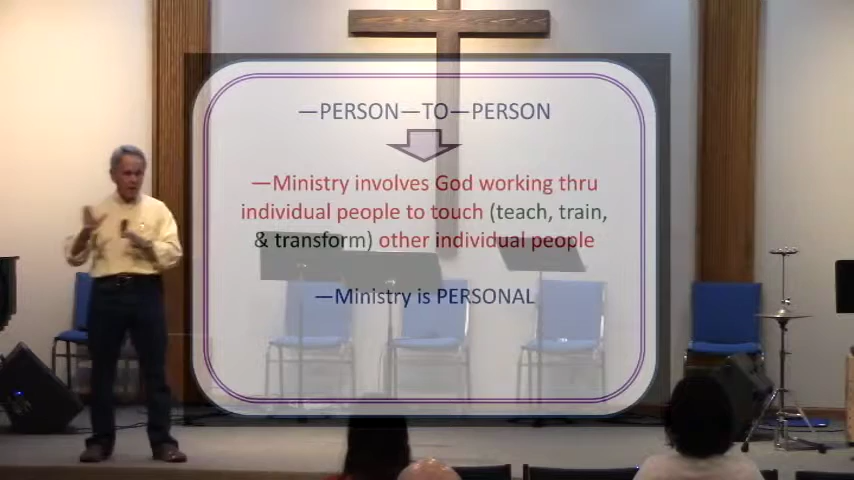 —PERSON—TO—PERSON
—Ministry involves God working thru
individual people to touch (teach, train,
& transform) other individual people
—Ministry is PERSONAL